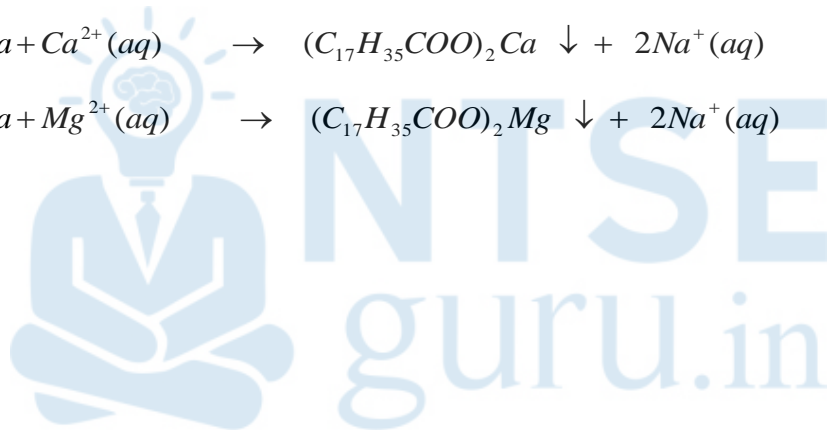 a + Ca²⁺(aq) → (C₁₇H₃₅COO)₂Ca ↓ + 2Na⁺(aq)
a + Mg²⁺(aq) → (C₁₇H₃₅COO)₂Mg ↓ + 2Na⁺(aq)
NTSE
guru.in